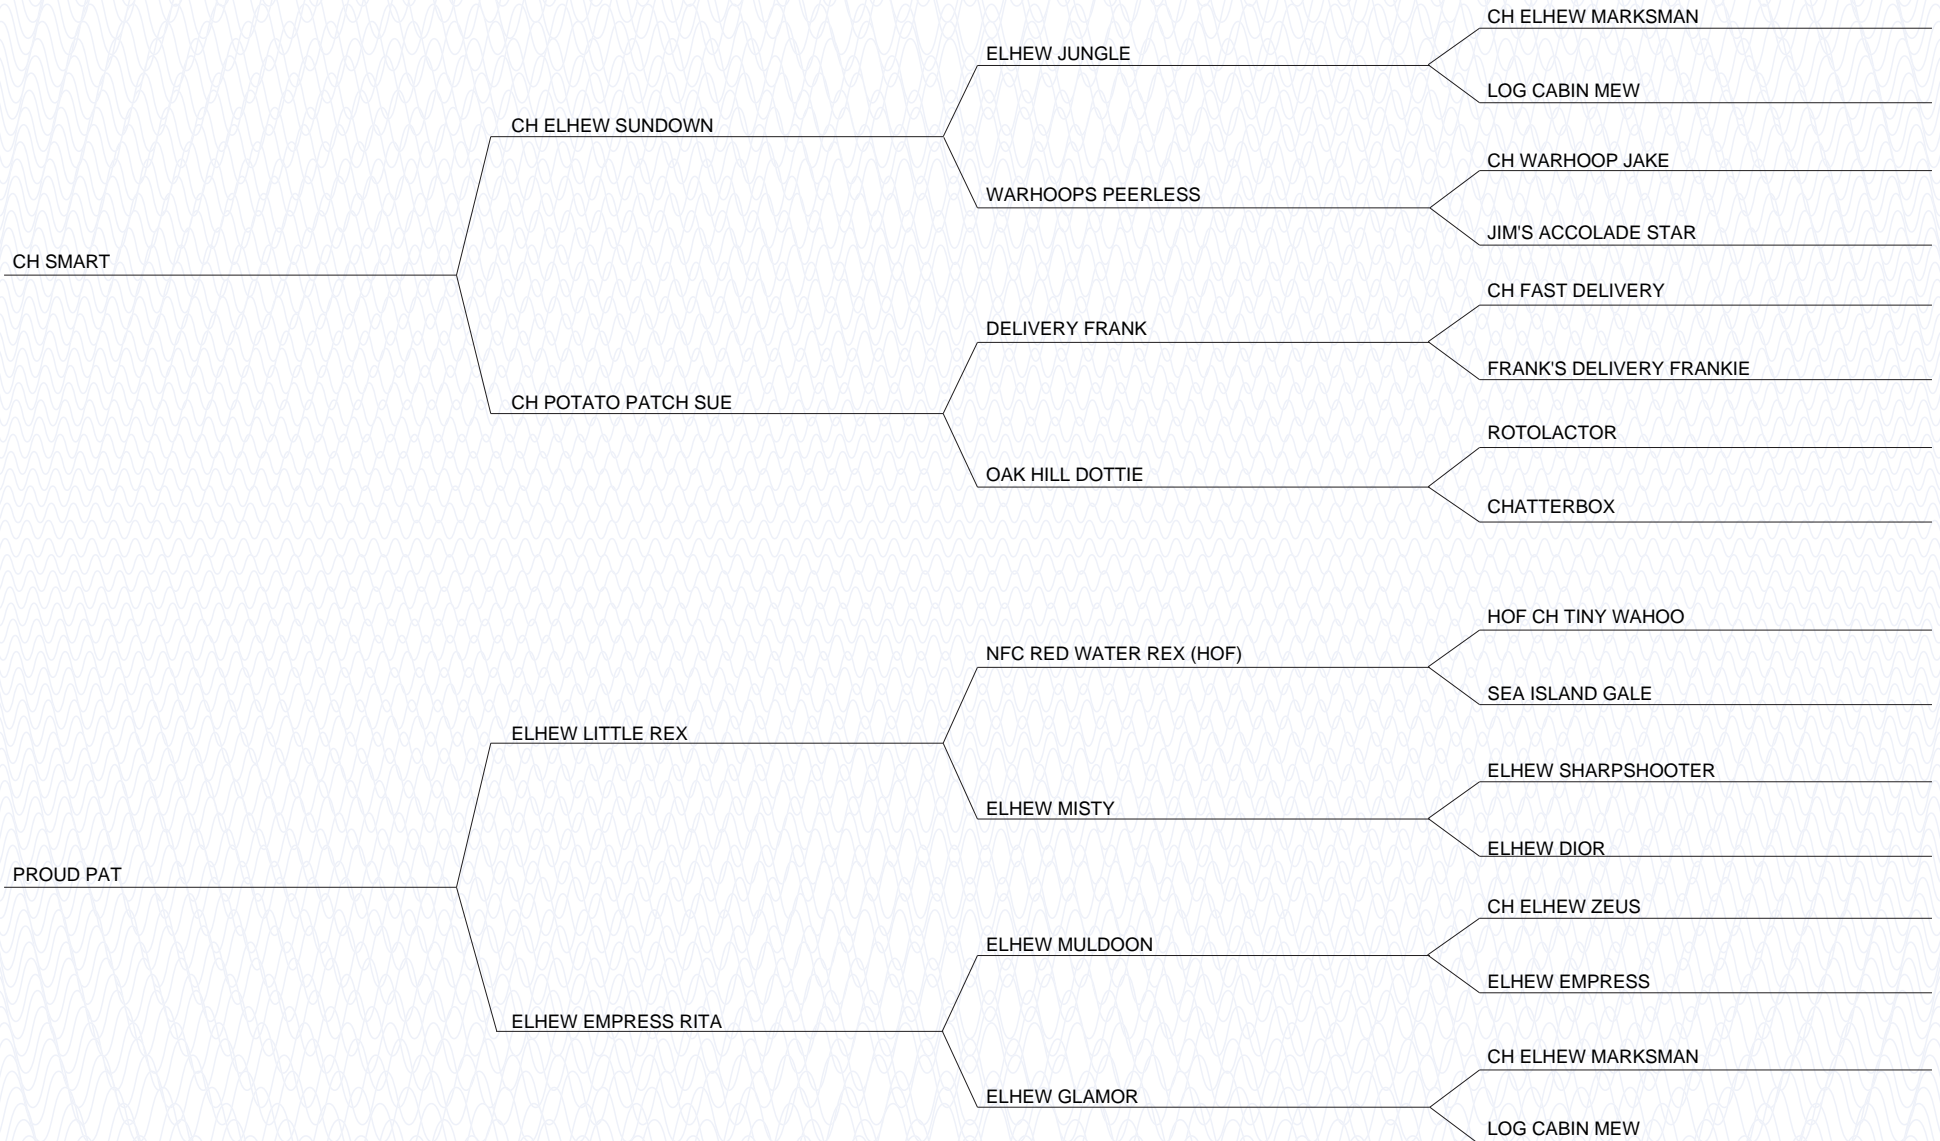 CH ELHEW MARKSMAN
ELHEW JUNGLE
LOG CABIN MEW
CH ELHEW SUNDOWN
CH WARHOOP JAKE
WARHOOPS PEERLESS
JIM'S ACCOLADE STAR
CH SMART
CH FAST DELIVERY
DELIVERY FRANK
FRANK'S DELIVERY FRANKIE
CH POTATO PATCH SUE
ROTOLACTOR
OAK HILL DOTTIE
CHATTERBOX
HOF CH TINY WAHOO
NFC RED WATER REX (HOF)
SEA ISLAND GALE
ELHEW LITTLE REX
ELHEW SHARPSHOOTER
ELHEW MISTY
ELHEW DIOR
PROUD PAT
CH ELHEW ZEUS
ELHEW MULDOON
ELHEW EMPRESS
ELHEW EMPRESS RITA
CH ELHEW MARKSMAN
ELHEW GLAMOR
LOG CABIN MEW